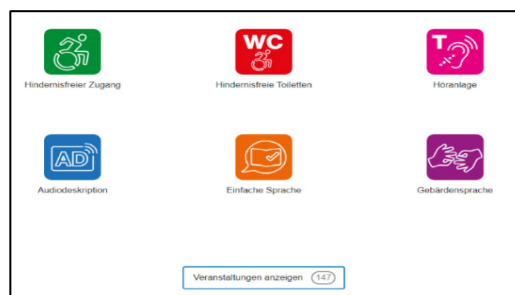 WC
T
Hindernisfreier Zugang
Hindernisfreie Toiletten
Höranlage
AD
Audiodeskription
Einfache Sprache
Gebärdensprache
Veranstaltungen anzeigen 147